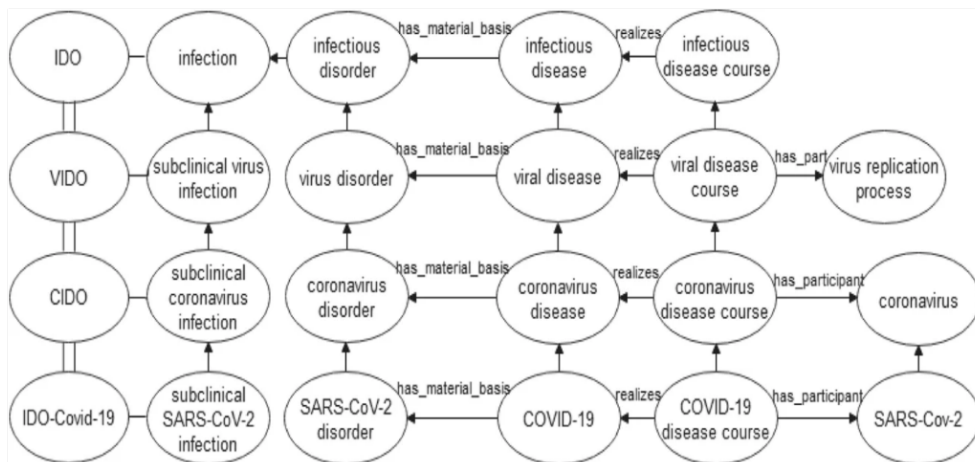 IDO
infection
infectious
disorder
has_material_basis
infectious
disease
realizes
infectious
disease course
VIDO
subclinical virus
infection
virus disorder
has_material_basis
viral disease
realizes
viral disease
course
has_part
virus replication
process
CIDO
subclinical
coronavirus
infection
coronavirus
disorder
has_material_basis
coronavirus
disease
realizes
coronavirus
disease course
has_participant
coronavirus
IDO-Covid-19
subclinical
SARS-CoV-2
infection
SARS-CoV-2
disorder
has_material_basis
COVID-19
realizes
COVID-19
disease course
has_participant
SARS-Cov-2